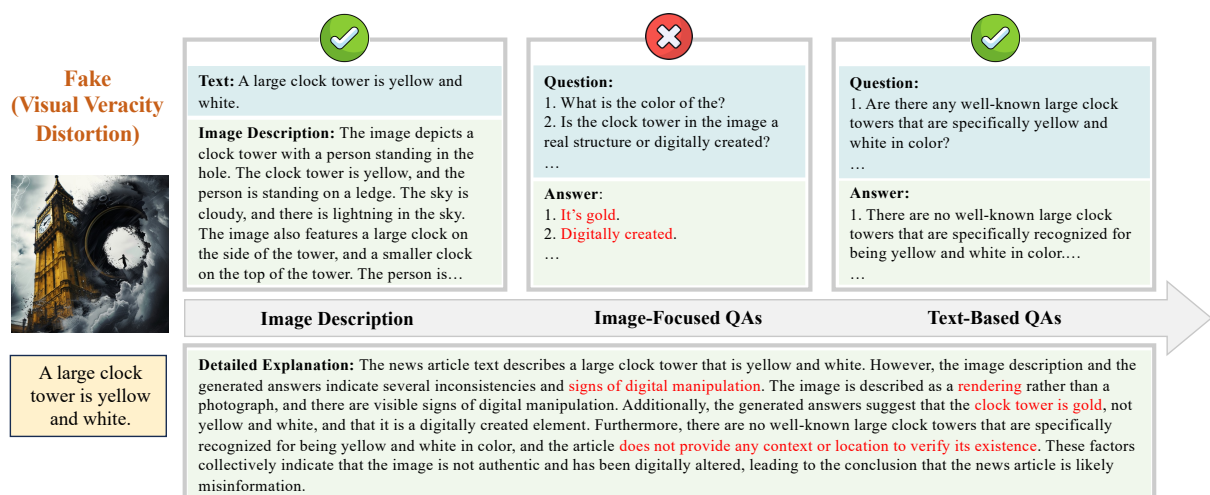 Fake
(Visual Veracity
Distortion)
A large clock
tower is yellow
and white.
Text: A large clock tower is yellow and
white.
Image Description: The image depicts a
clock tower with a person standing in the
hole. The clock tower is yellow, and the
person is standing on a ledge. The sky is
cloudy, and there is lightning in the sky.
The image also features a large clock on
the side of the tower, and a smaller clock
on the top of the tower. The person is…
Question:
1. What is the color of the?
2. Is the clock tower in the image a
real structure or digitally created?
…
Answer:
1. It's gold.
2. Digitally created.
…
Question:
1. Are there any well-known large clock
towers that are specifically yellow and
white in color?
…
Answer:
1. There are no well-known large clock
towers that are specifically recognized for
being yellow and white in color.…
…
Image Description
Image-Focused QAs
Text-Based QAs
Detailed Explanation: The news article text describes a large clock tower that is yellow and white. However, the image description and the
generated answers indicate several inconsistencies and signs of digital manipulation. The image is described as a rendering rather than a
photograph, and there are visible signs of digital manipulation. Additionally, the generated answers suggest that the clock tower is gold, not
yellow and white, and that it is a digitally created element. Furthermore, there are no well-known large clock towers that are specifically
recognized for being yellow and white in color, and the article does not provide any context or location to verify its existence. These factors
collectively indicate that the image is not authentic and has been digitally altered, leading to the conclusion that the news article is likely
misinformation.